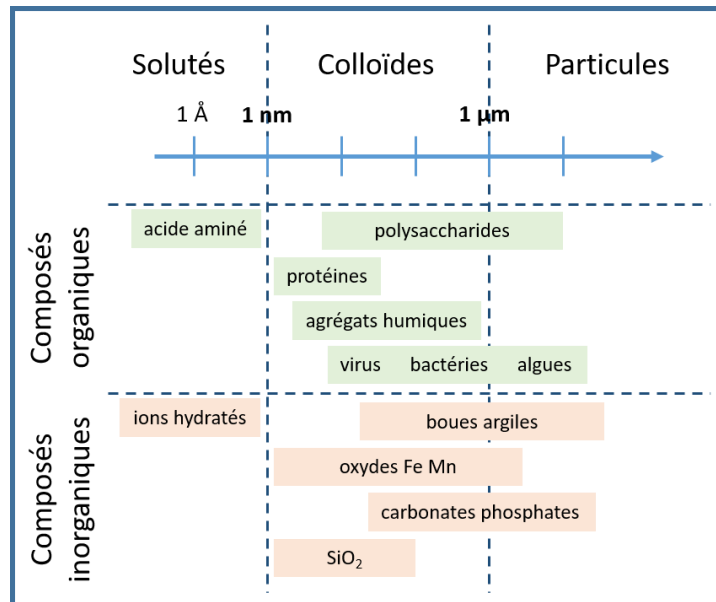 Solutés Colloïdes Particules
1 Å 1 nm 1 µm
Composés
organiques
acide aminé polysaccharides
protéines
agrégats humiques
virus bactéries algues
Composés
inorganiques
ions hydratés boues argiles
oxydes Fe Mn
carbonates phosphates
SiO₂